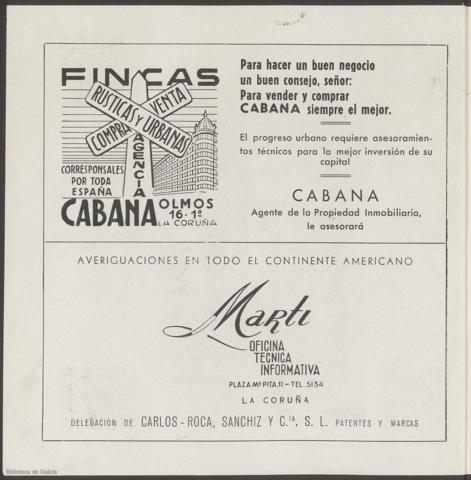 FINCAS
RUSTICAS Y URBANAS
COMPRA VENTA
AGENCIA
CORRESPONSALES
POR TODA
ESPAÑA
CABANA
OLMOS
16-1º
LA CORUÑA
Para hacer un buen negocio
un buen consejo, señor:
Para vender y comprar
CABANA siempre el mejor.
El progreso urbano requiere asesoramien-
tos técnicos para la mejor inversión de su
capital
CABANA
Agente de la Propiedad Inmobiliaria,
le asesorará
AVERIGUACIONES EN TODO EL CONTINENTE AMERICANO
Marti
OFICINA
TECNICA
INFORMATIVA
PLAZA Mª PITA, 11 - TEL. 5134
LA CORUÑA
DELEGACION DE CARLOS - ROCA, SANCHIZ Y C.IA, S. L. PATENTES Y MARCAS
Biblioteca de Galicia